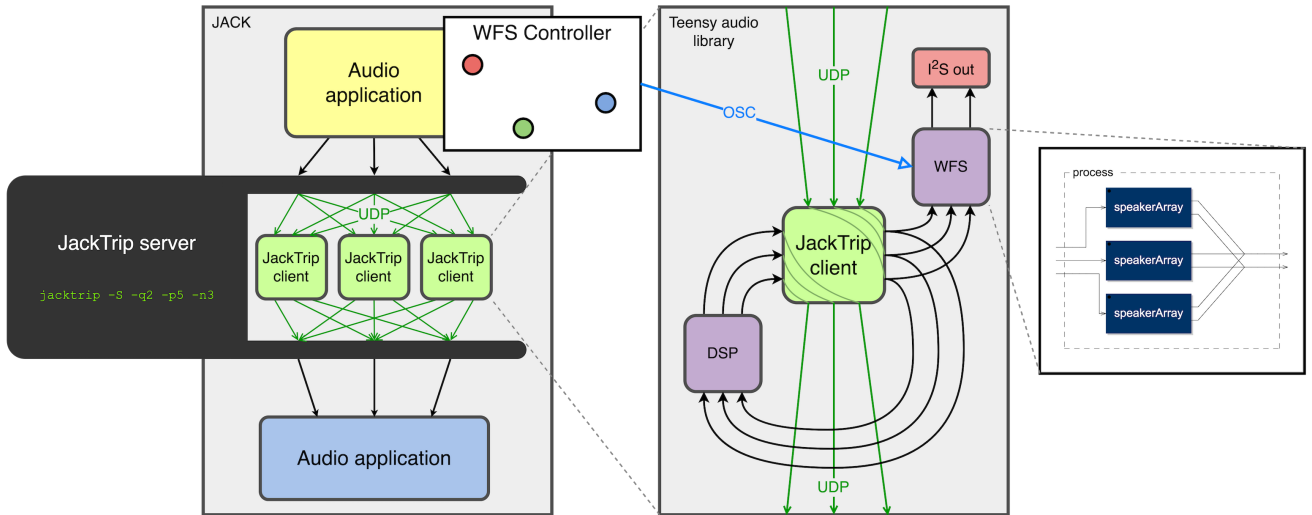 JACK
Audio
application
WFS Controller
JackTrip server
jacktrip -S -q2 -p5 -n3
UDP
JackTrip
client
JackTrip
client
JackTrip
client
Audio application
Teensy audio
library
UDP
I²S out
OSC
WFS
JackTrip
client
DSP
UDP
process
speakerArray
speakerArray
speakerArray